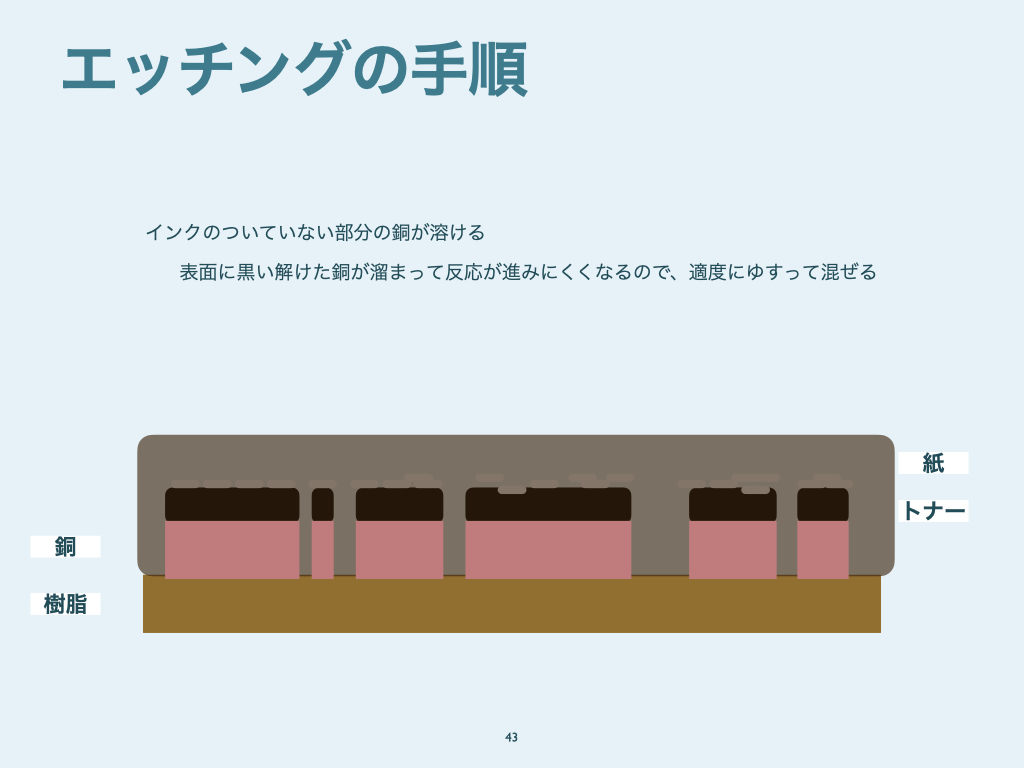 エッチングの手順
インクのついていない部分の銅が溶ける
表面に黒い解けた銅が溜まって反応が進みにくくなるので、適度にゆすって混ぜる
紙
トナー
銅
樹脂
43